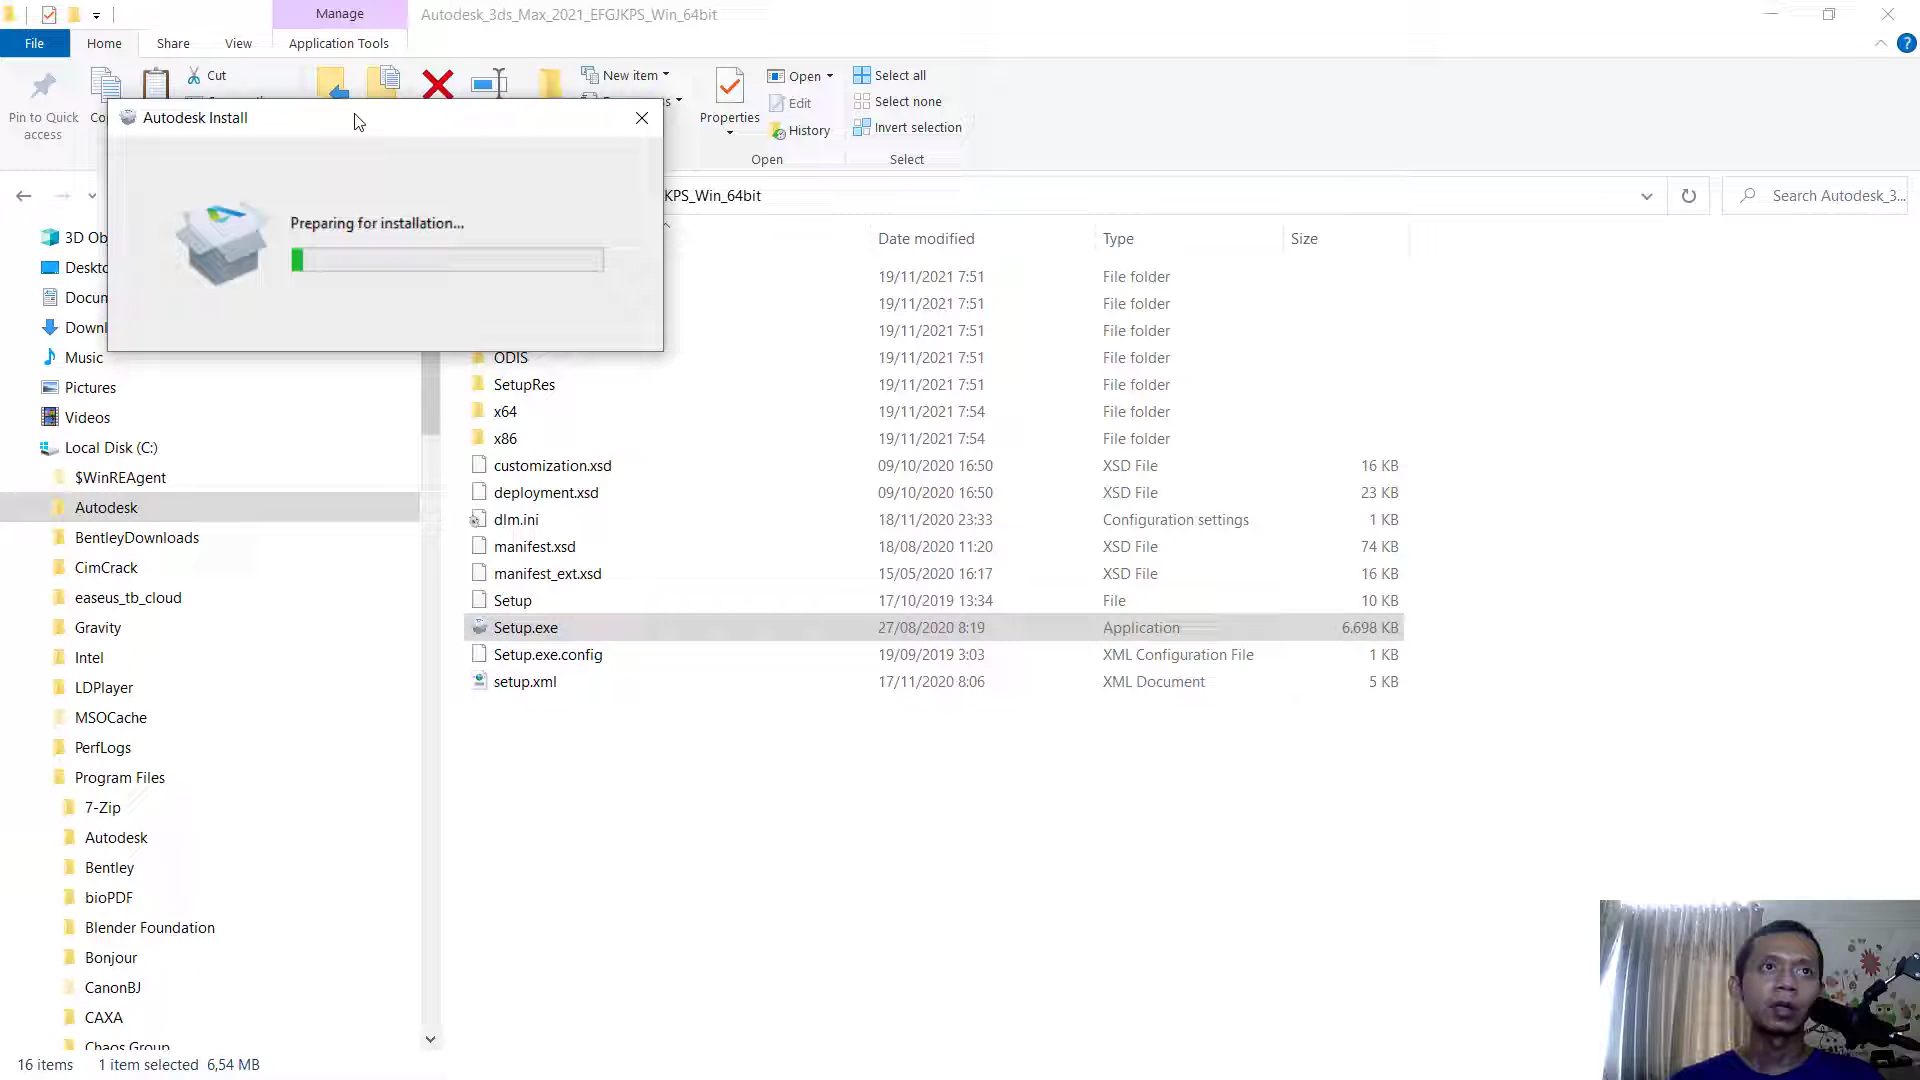 Manage
Autodesk_3ds_Max_2021_EFGJKPS_Win_64bit
File
Home
Share
View
Application Tools
Pin to Quick
access
Cut
New item
Properties
Open
Edit
History
Open
Select all
Select none
Invert selection
Select
Autodesk Install
Preparing for installation...
KPS_Win_64bit
Search Autodesk_3...
Date modified
Type
Size
19/11/2021 7:51 File folder
19/11/2021 7:51 File folder
19/11/2021 7:51 File folder
ODIS 19/11/2021 7:51 File folder
SetupRes 19/11/2021 7:51 File folder
x64 19/11/2021 7:54 File folder
x86 19/11/2021 7:54 File folder
customization.xsd 09/10/2020 16:50 XSD File 16 KB
deployment.xsd 09/10/2020 16:50 XSD File 23 KB
dlm.ini 18/11/2020 23:33 Configuration settings 1 KB
manifest.xsd 18/08/2020 11:20 XSD File 74 KB
manifest_ext.xsd 15/05/2020 16:17 XSD File 16 KB
Setup 17/10/2019 13:34 File 10 KB
Setup.exe 27/08/2020 8:19 Application 6.698 KB
Setup.exe.config 19/09/2019 3:03 XML Configuration File 1 KB
setup.xml 17/11/2020 8:06 XML Document 5 KB
3D Ob
Deskto
Docun
Downl
Music
Pictures
Videos
Local Disk (C:)
$WinREAgent
Autodesk
BentleyDownloads
CimCrack
easeus_tb_cloud
Gravity
Intel
LDPlayer
MSOCache
PerfLogs
Program Files
7-Zip
Autodesk
Bentley
bioPDF
Blender Foundation
Bonjour
CanonBJ
CAXA
Chaos Group
16 items
1 item selected 6,54 MB